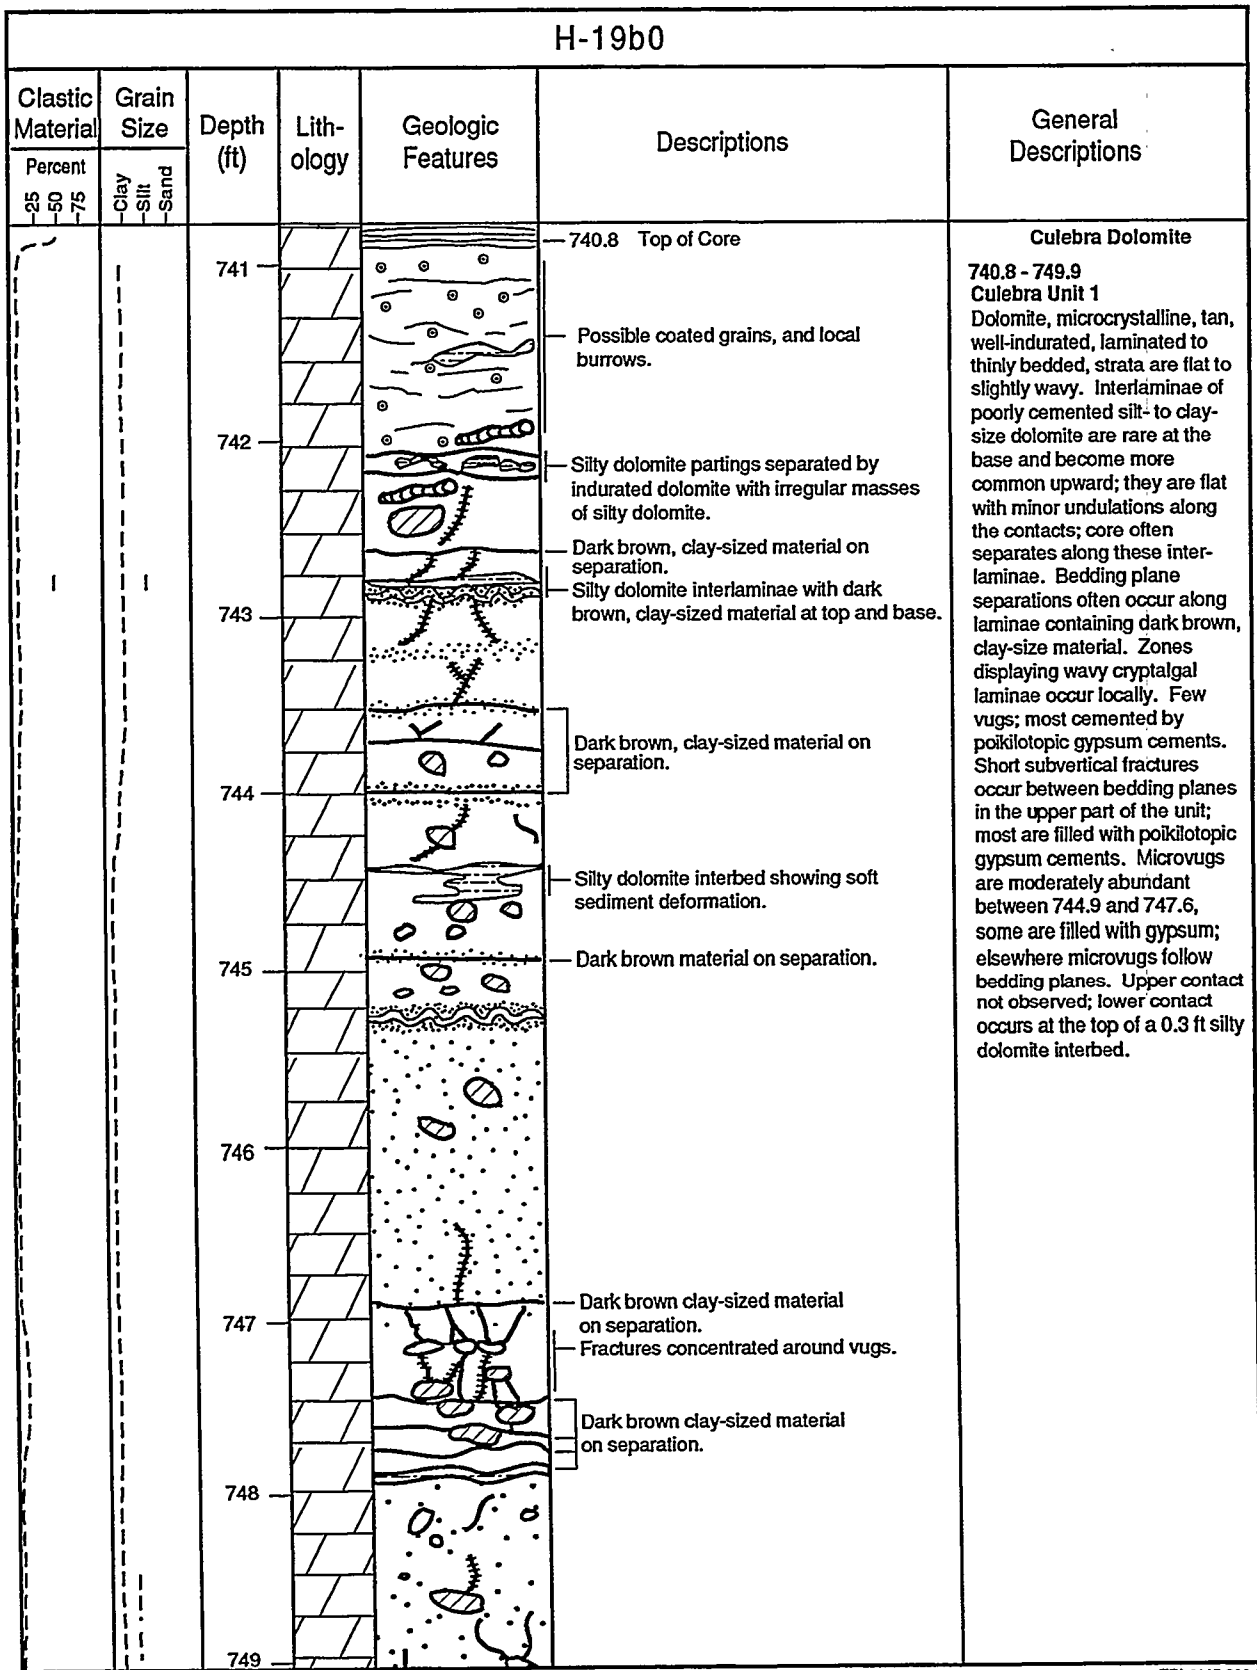 H-19b0
Clastic
Material
Percent
25
50
75
Grain
Size
Clay
Silt
Sand
Depth
(ft)
Lith-
ology
Geologic
Features
Descriptions
General
Descriptions
741
742
743
744
745
746
747
748
749
740.8 Top of Core
Possible coated grains, and local
burrows.
Silty dolomite partings separated by
indurated dolomite with irregular masses
of silty dolomite.
Dark brown, clay-sized material on
separation.
Silty dolomite interlaminae with dark
brown, clay-sized material at top and base.
Dark brown, clay-sized material on
separation.
Silty dolomite interbed showing soft
sediment deformation.
Dark brown material on separation.
Dark brown clay-sized material
on separation.
Fractures concentrated around vugs.
Dark brown clay-sized material
on separation.
Culebra Dolomite
740.8 - 749.9
Culebra Unit 1
Dolomite, microcrystalline, tan,
well-indurated, laminated to
thinly bedded, strata are flat to
slightly wavy. Interlaminae of
poorly cemented silt- to clay-
size dolomite are rare at the
base and become more
common upward; they are flat
with minor undulations along
the contacts; core often
separates along these inter-
laminae. Bedding plane
separations often occur along
laminae containing dark brown,
clay-size material. Zones
displaying wavy cryptalgal
laminae occur locally. Few
vugs; most cemented by
poikilotopic gypsum cements.
Short subvertical fractures
occur between bedding planes
in the upper part of the unit;
most are filled with poikilotopic
gypsum cements. Microvugs
are moderately abundant
between 744.9 and 747.6,
some are filled with gypsum;
elsewhere microvugs follow
bedding planes. Upper contact
not observed; lower contact
occurs at the top of a 0.3 ft silty
dolomite interbed.